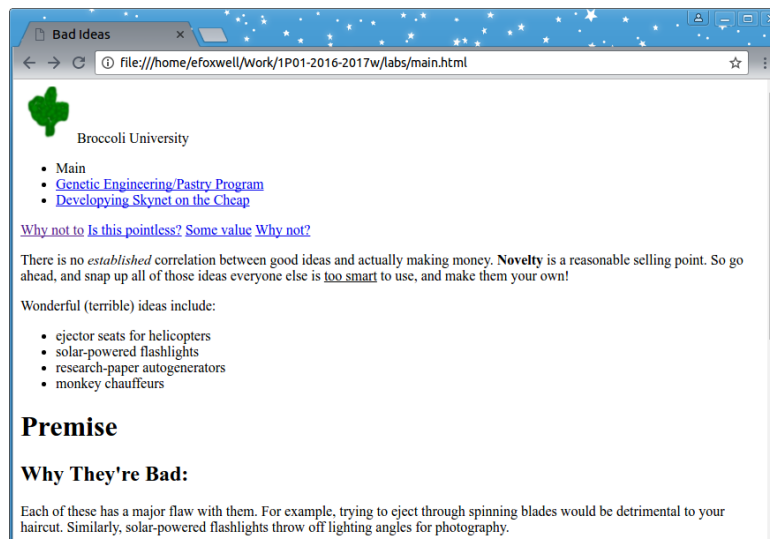 Bad Ideas
file:///home/efoxwell/Work/1P01-2016-2017w/labs/main.html
Broccoli University
Main
Genetic Engineering/Pastry Program
Developying Skynet on the Cheap
Why not to Is this pointless? Some value Why not?
There is no established correlation between good ideas and actually making money. Novelty is a reasonable selling point. So go
ahead, and snap up all of those ideas everyone else is too smart to use, and make them your own!
Wonderful (terrible) ideas include:
ejector seats for helicopters
solar-powered flashlights
research-paper autogenerators
monkey chauffeurs
Premise
Why They're Bad:
Each of these has a major flaw with them. For example, trying to eject through spinning blades would be detrimental to your
haircut. Similarly, solar-powered flashlights throw off lighting angles for photography.